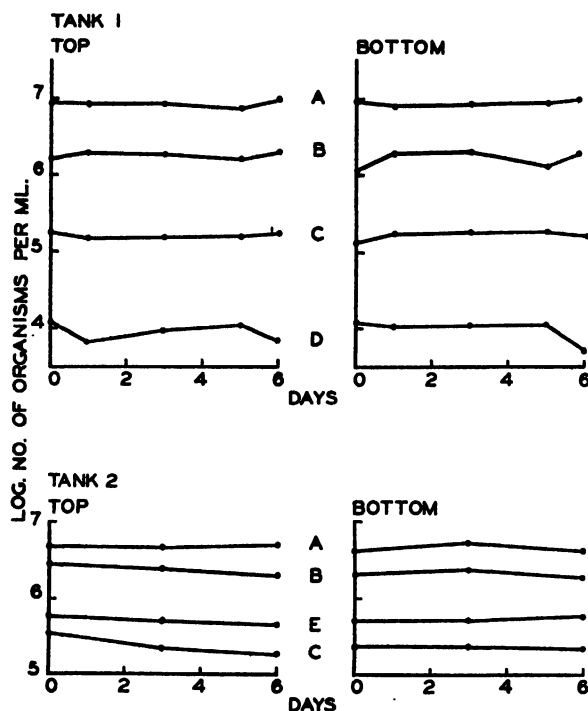 TANK 1
TOP
BOTTOM
LOG. NO. OF ORGANISMS PER ML.
7
6
5
4
A
B
C
D
0 2 4 6
DAYS
0 2 4 6
TANK 2
TOP
BOTTOM
7
6
5
A
B
E
C
0 2 4 6
DAYS
0 2 4 6